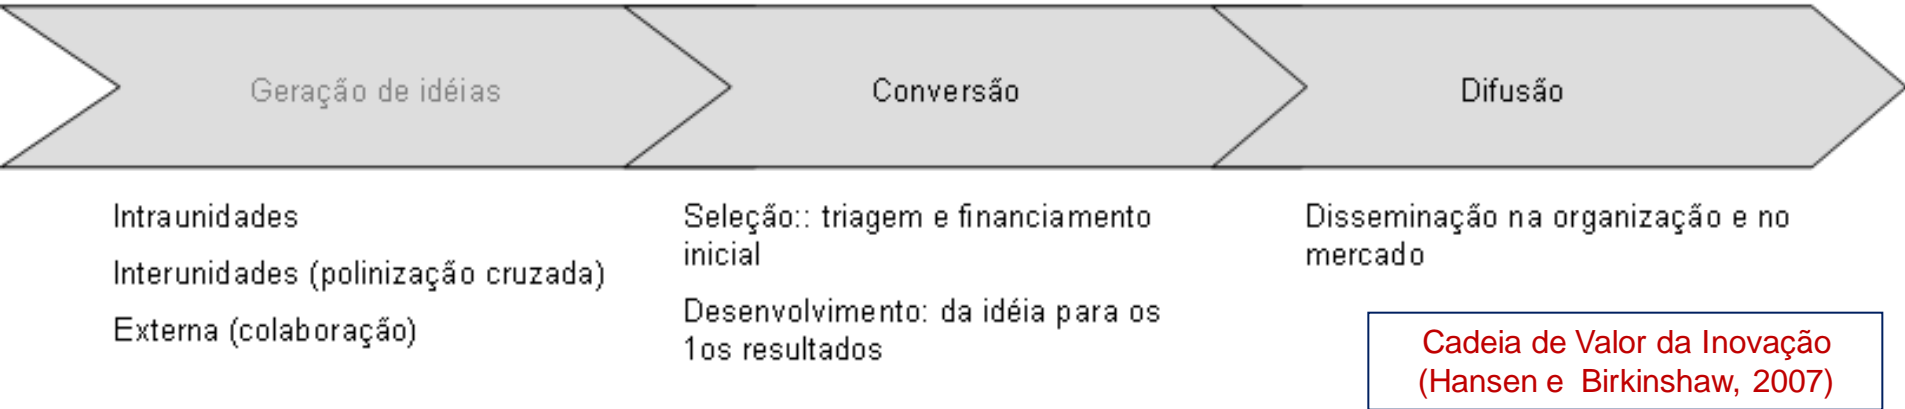 Geração de idéias
Conversão
Difusão
Intraunidades
Interunidades (polinização cruzada)
Externa (colaboração)
Seleção:: triagem e financiamento
inicial
Desenvolvimento: da idéia para os
1os resultados
Disseminação na organização e no
mercado
Cadeia de Valor da Inovação
(Hansen e Birkinshaw, 2007)